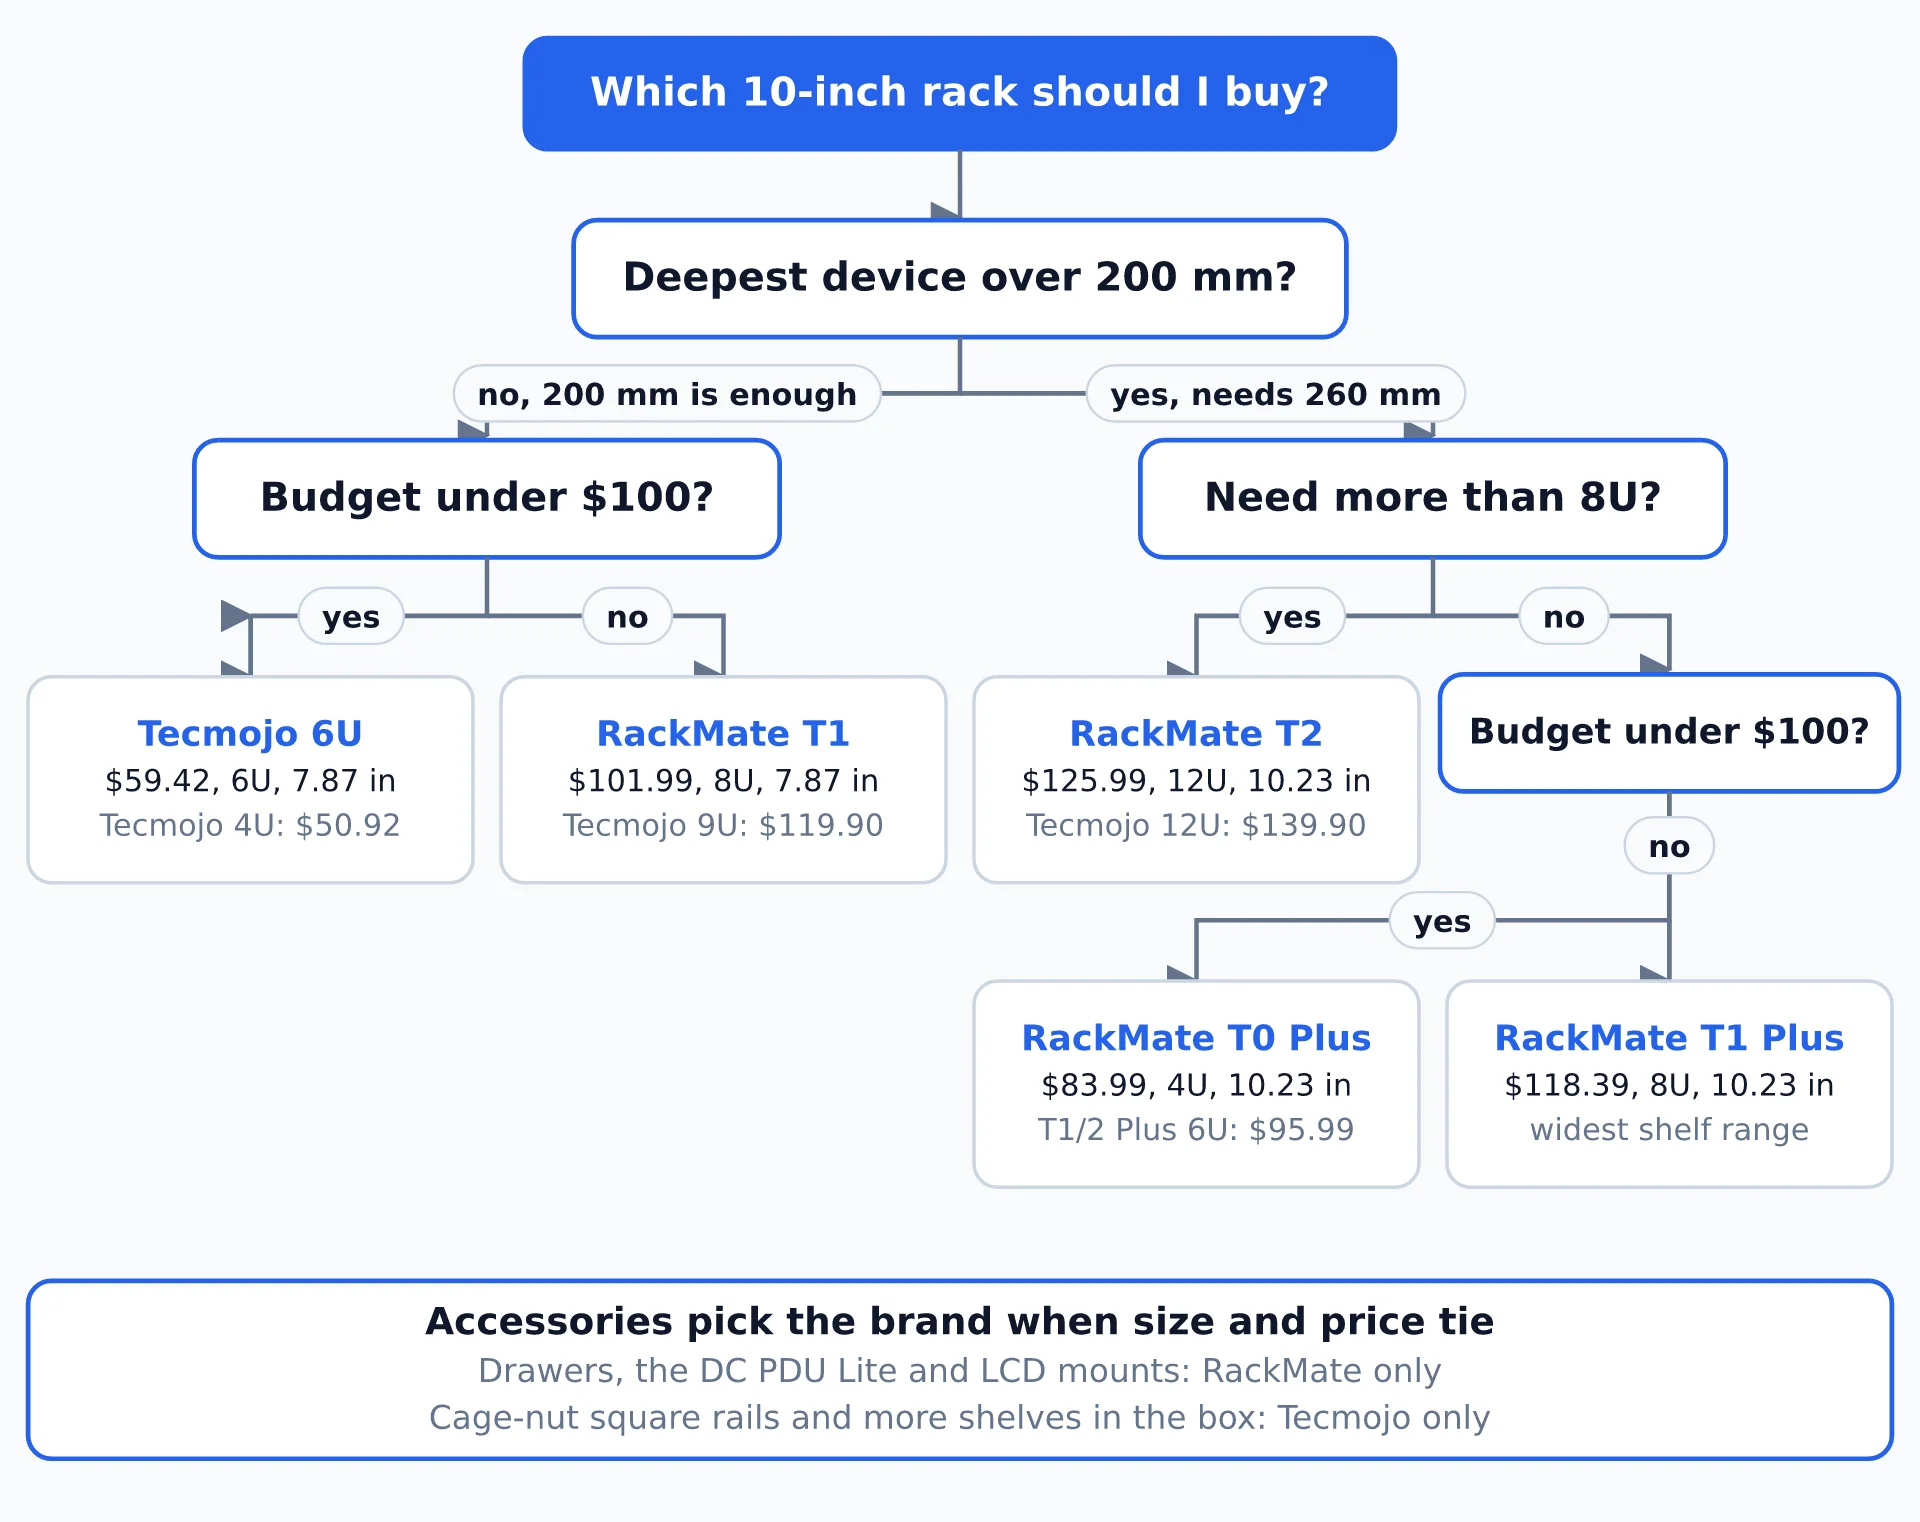 Which 10-inch rack should I buy?
Deepest device over 200 mm?
no, 200 mm is enough
yes, needs 260 mm
Budget under $100?
Need more than 8U?
yes
no
yes
no
Tecmojo 6U
$59.42, 6U, 7.87 in
Tecmojo 4U: $50.92
RackMate T1
$101.99, 8U, 7.87 in
Tecmojo 9U: $119.90
RackMate T2
$125.99, 12U, 10.23 in
Tecmojo 12U: $139.90
Budget under $100?
no
yes
RackMate T0 Plus
$83.99, 4U, 10.23 in
T1/2 Plus 6U: $95.99
RackMate T1 Plus
$118.39, 8U, 10.23 in
widest shelf range
Accessories pick the brand when size and price tie
Drawers, the DC PDU Lite and LCD mounts: RackMate only
Cage-nut square rails and more shelves in the box: Tecmojo only